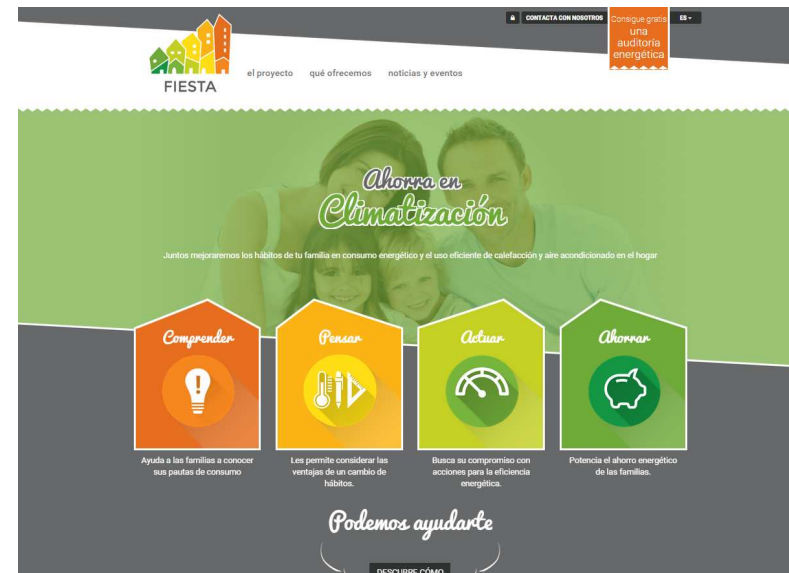 CONTACTA CON NOSOTROS
Consigue gratis
una
auditoría
energética
ES
FIESTA
el proyecto qué ofrecemos noticias y eventos
Ahorra en
Climatización
Juntos mejoraremos los hábitos de tu familia en consumo energético y el uso eficiente de calefacción y aire acondicionado en el hogar
Comprender
Ayuda a las familias a conocer
sus pautas de consumo
Pensar
Les permite considerar las
ventajas de un cambio de
hábitos.
Actuar
Busca su compromiso con
acciones para la eficiencia
energética.
Ahorrar
Potencia el ahorro energético
de las familias.
Podemos ayudarte
DESCUBRE CÓMO